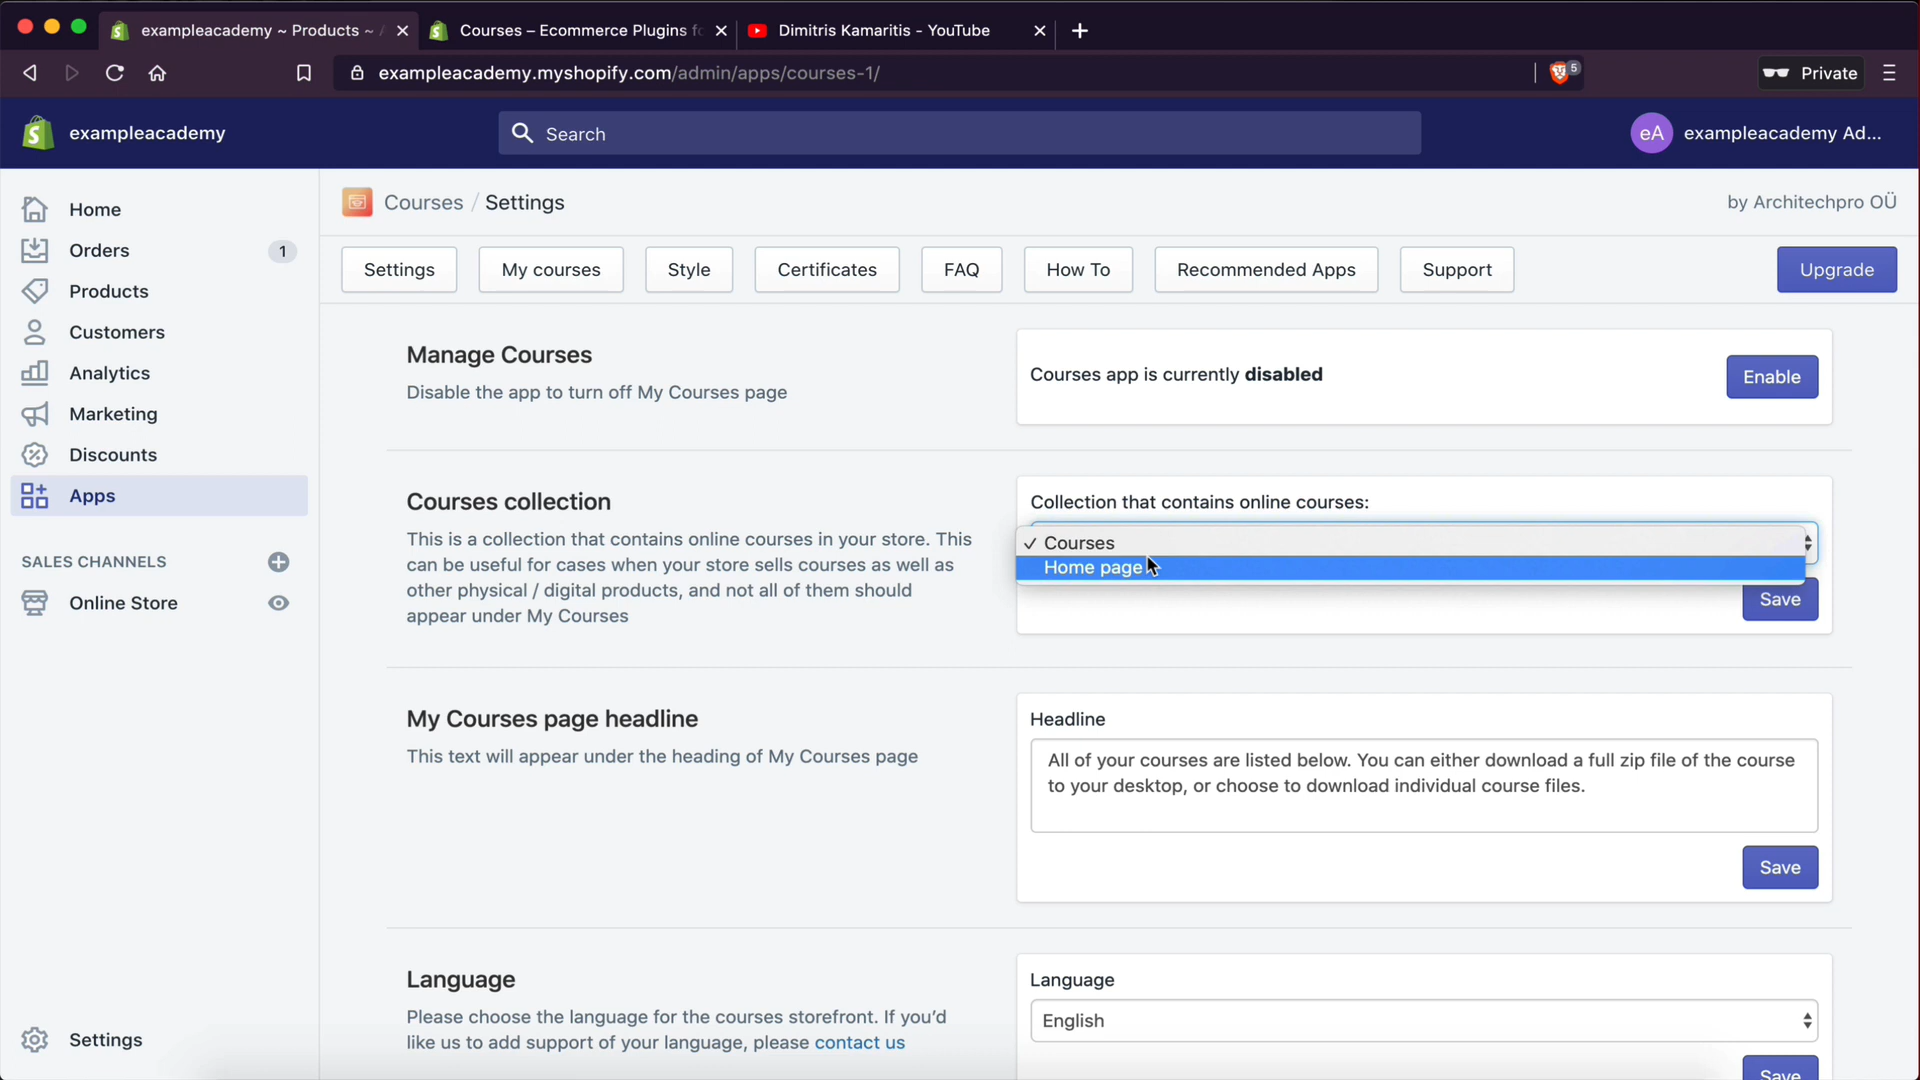 exampleacademy ~ Products ~
Courses – Ecommerce Plugins fo
Dimitris Kamaritis - YouTube
exampleacademy.myshopify.com/admin/apps/courses-1/
5
Private
exampleacademy
Search
eA
exampleacademy Ad...
Home
Orders
1
Products
Customers
Analytics
Marketing
Discounts
Apps
SALES CHANNELS
Online Store
Settings
Courses / Settings
by Architechpro OÜ
Settings
My courses
Style
Certificates
FAQ
How To
Recommended Apps
Support
Upgrade
Manage Courses
Disable the app to turn off My Courses page
Courses app is currently disabled
Enable
Courses collection
This is a collection that contains online courses in your store. This
can be useful for cases when your store sells courses as well as
other physical / digital products, and not all of them should
appear under My Courses
Collection that contains online courses:
✓ Courses
Home page
Save
My Courses page headline
This text will appear under the heading of My Courses page
Headline
All of your courses are listed below. You can either download a full zip file of the course
to your desktop, or choose to download individual course files.
Save
Language
Please choose the language for the courses storefront. If you’d
like us to add support of your language, please contact us
Language
English
Save